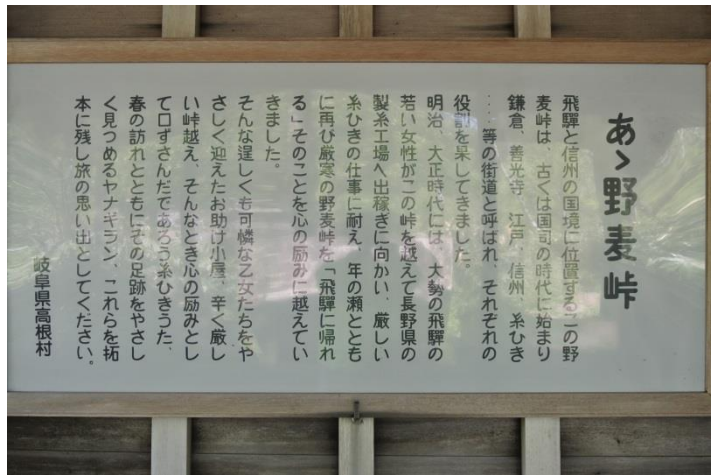 あゝ野麦峠
飛驒と信州の国境に位置するこの野
麦峠は、古くは国司の時代に始まり
鎌倉、善光寺、江戸、信州、糸ひき
……等の街道と呼ばれ、それぞれの
役割を果してきました。
明治、大正時代には、大勢の飛驒の
若い女性がこの峠を越えて長野県の
製糸工場へ出稼ぎに向かい、厳しい
糸ひきの仕事に耐え、年の瀬ととも
に再び厳寒の野麦峠を「飛驒に帰れ
る」そのことを心の励みに越えてい
きました。
そんな逞しくも可憐な乙女たちをや
さしく迎えたお助け小屋、辛く厳し
い峠越え、そんなとき心の励みとし
て口ずさんだであろう糸ひきうた、
春の訪れとともにその足跡をやさし
く見つめるヤナギラン、これらを拓
本に残し旅の思い出としてください。
岐阜県高根村